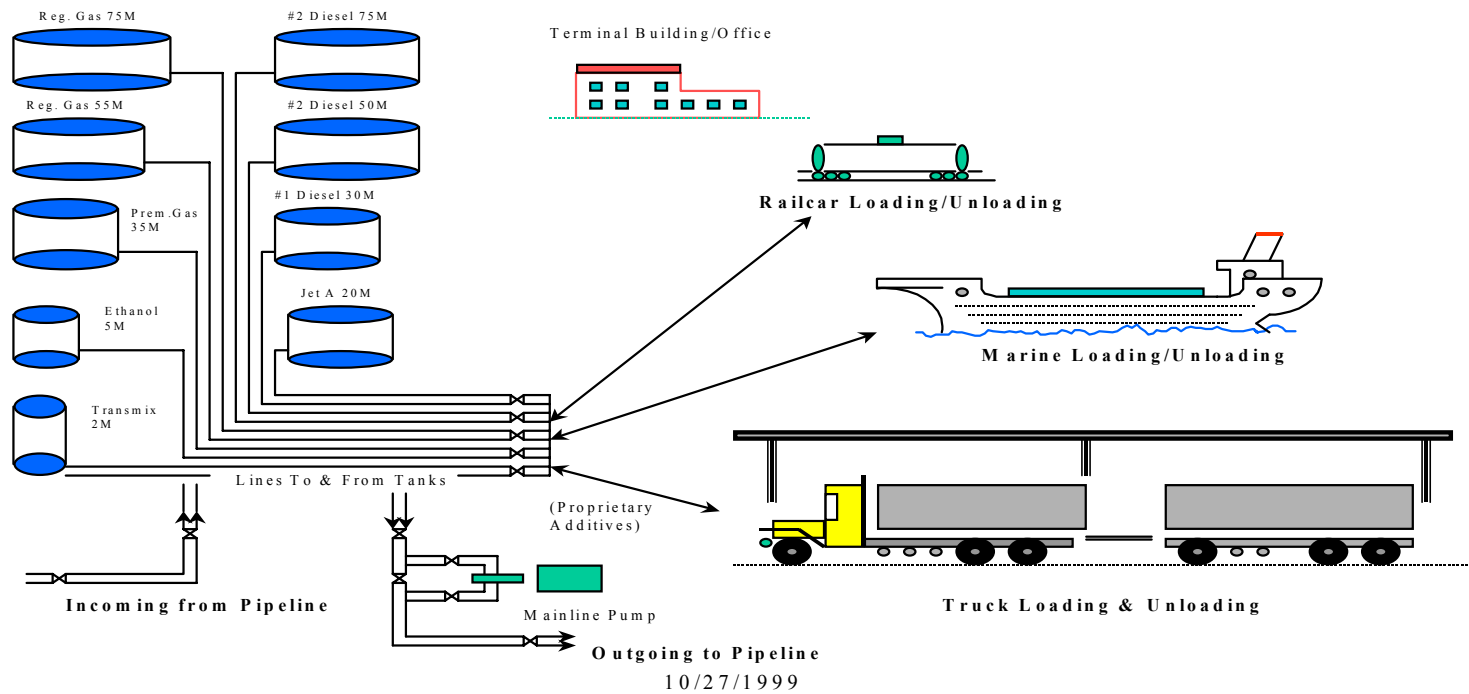 Reg. Gas 75M
#2 Diesel 75M
Terminal Building/Office
Reg. Gas 55M
#2 Diesel 50M
#1 Diesel 30M
Railcar Loading/Unloading
Prem.Gas
35M
Jet A 20M
Ethanol
5M
Marine Loading/Unloading
Transmix
2M
Lines To & From Tanks
(Proprietary
Additives)
Incoming from Pipeline
Mainline Pump
Truck Loading & Unloading
Outgoing to Pipeline
10/27/1999